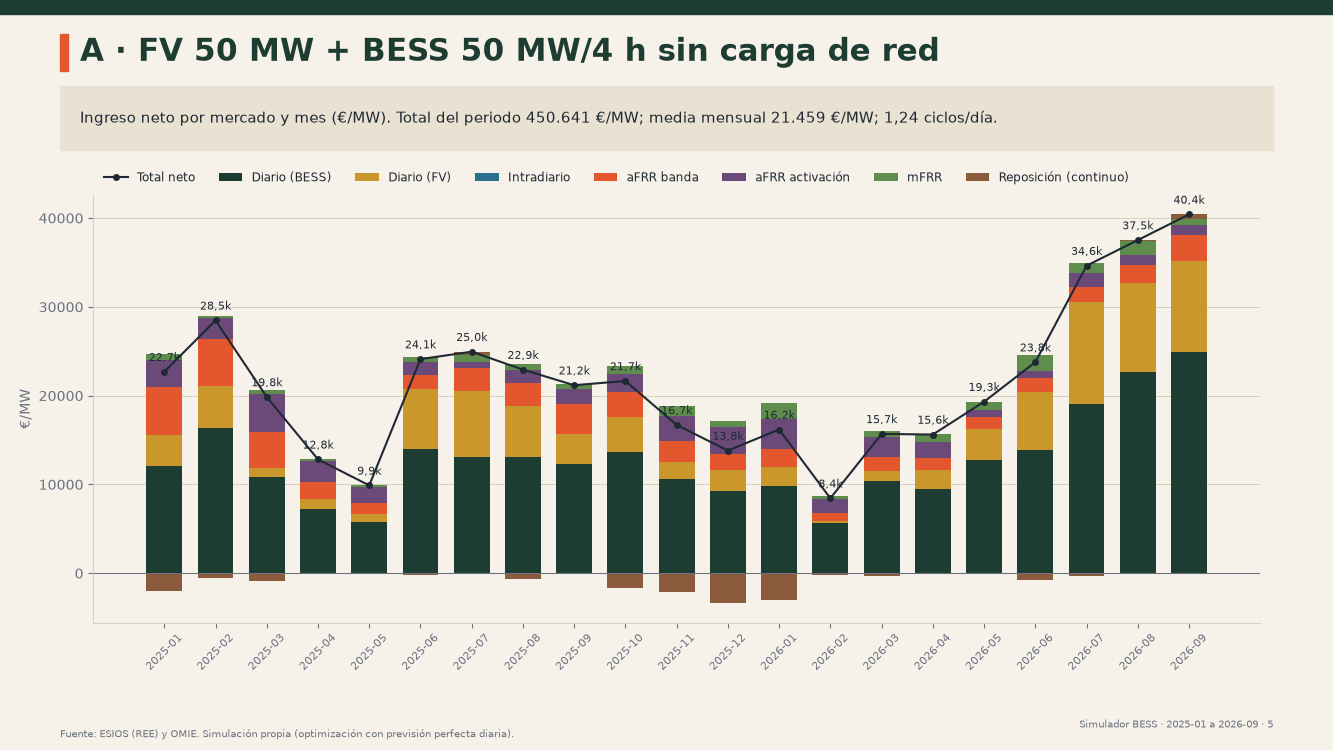 A · FV 50 MW + BESS 50 MW/4 h sin carga de red
Ingreso neto por mercado y mes (€/MW). Total del periodo 450.641 €/MW; media mensual 21.459 €/MW; 1,24 ciclos/día.
Total neto Diario (BESS) Diario (FV) Intradiario aFRR banda aFRR activación mFRR Reposición (continuo)
€/MW
40000
30000
20000
10000
0
22,7k
28,5k
19,8k
12,8k
9,9k
24,1k
25,0k
22,9k
21,2k
21,7k
16,7k
13,8k
16,2k
8,4k
15,7k
15,6k
19,3k
23,8k
34,6k
37,5k
40,4k
2025-01
2025-02
2025-03
2025-04
2025-05
2025-06
2025-07
2025-08
2025-09
2025-10
2025-11
2025-12
2026-01
2026-02
2026-03
2026-04
2026-05
2026-06
2026-07
2026-08
2026-09
Simulador BESS · 2025-01 a 2026-09 · 5
Fuente: ESIOS (REE) y OMIE. Simulación propia (optimización con previsión perfecta diaria).